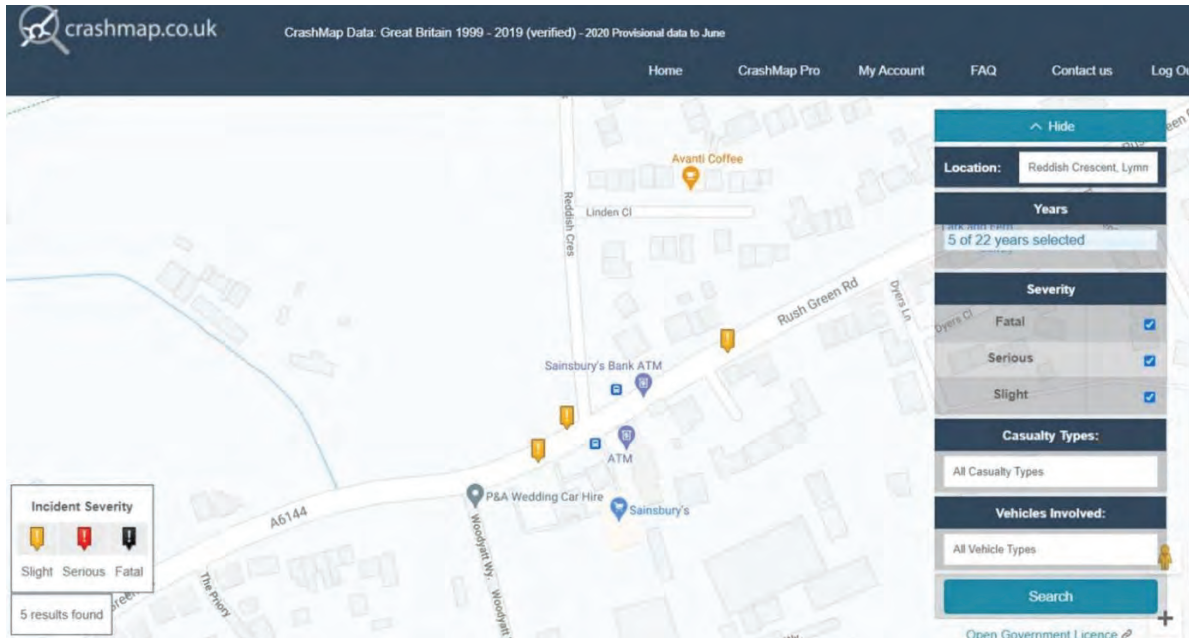 crashmap.co.uk
CrashMap Data: Great Britain 1999 - 2019 (verified) - 2020 Provisional data to June
Home CrashMap Pro My Account FAQ Contact us Log Ou
Hide
Location: Reddish Crescent, Lymn
Years
5 of 22 years selected
Severity
Fatal
Serious
Slight
Casualty Types:
All Casualty Types
Vehicles Involved:
All Vehicle Types
Search
Open Government Licence
Avanti Coffee
Linden Cl
Reddish Cres
Rush Green Rd
Dyers Ln
Dyers Cl
Sainsbury's Bank ATM
ATM
P&A Wedding Car Hire
Sainsbury's
A6144
Woodyatt Wy.
Woodyatt
The Priory
Incident Severity
Slight Serious Fatal
5 results found